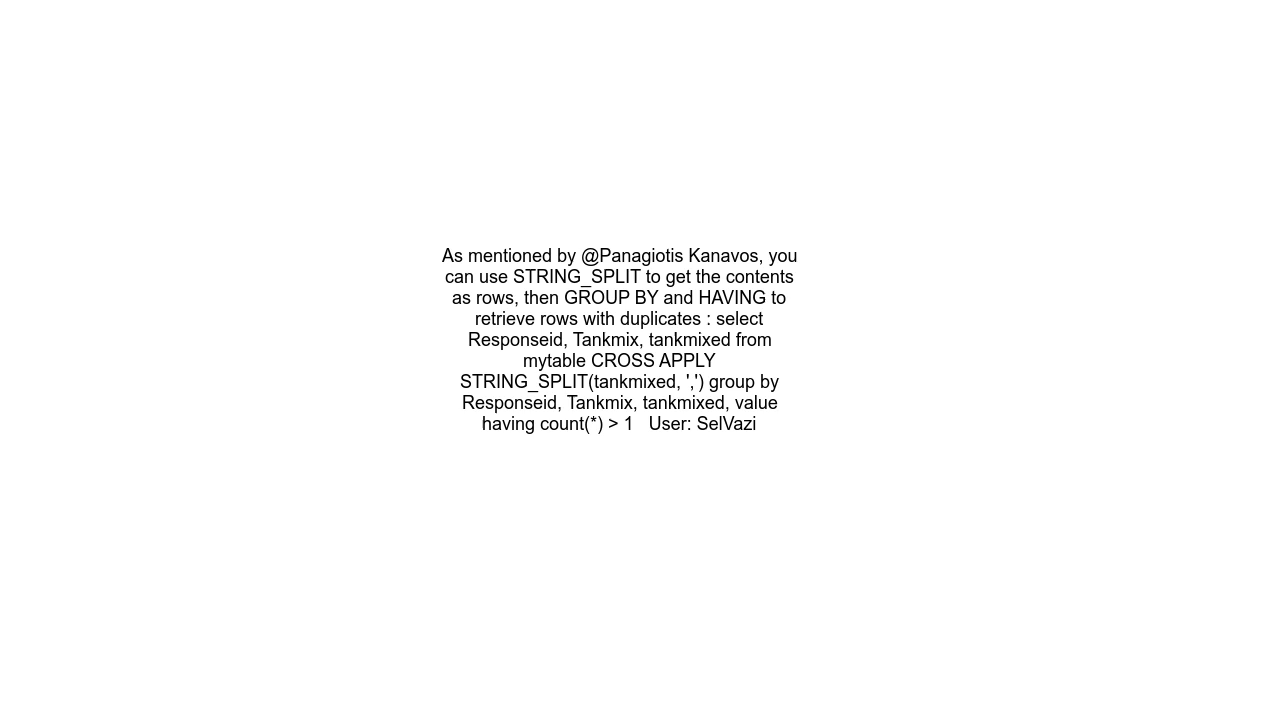 As mentioned by @Panagiotis Kanavos, you
can use STRING_SPLIT to get the contents
as rows, then GROUP BY and HAVING to
retrieve rows with duplicates : select
Responseid, Tankmix, tankmixed from
mytable CROSS APPLY
STRING_SPLIT(tankmixed, ',') group by
Responseid, Tankmix, tankmixed, value
having count(*) > 1   User: SelVazi